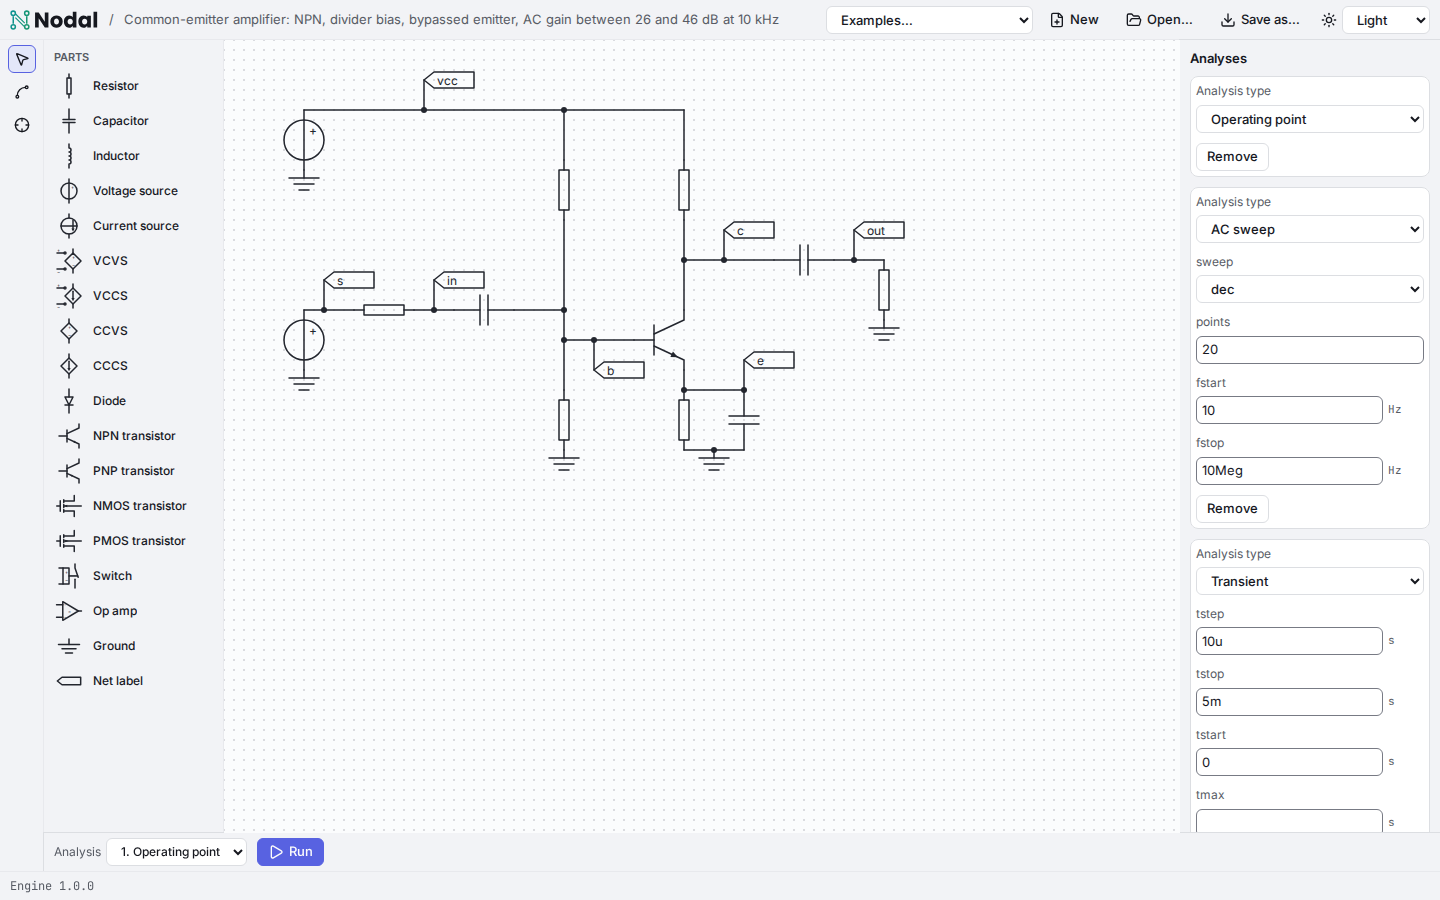 Nodal / Common-emitter amplifier: NPN, divider bias, bypassed emitter, AC gain between 26 and 46 dB at 10 kHz
Examples...
New
Open...
Save as...
Light
PARTS
Resistor
Capacitor
Inductor
Voltage source
Current source
VCVS
VCCS
CCVS
CCCS
Diode
NPN transistor
PNP transistor
NMOS transistor
PMOS transistor
Switch
Op amp
Ground
Net label
vcc
+
c
out
s
in
+
b
e
Analyses
Analysis type
Operating point
Remove
Analysis type
AC sweep
sweep
dec
points
20
fstart
10 Hz
fstop
10Meg Hz
Remove
Analysis type
Transient
tstep
10u s
tstop
5m s
tstart
0 s
tmax
s
Analysis 1. Operating point Run
Engine 1.0.0